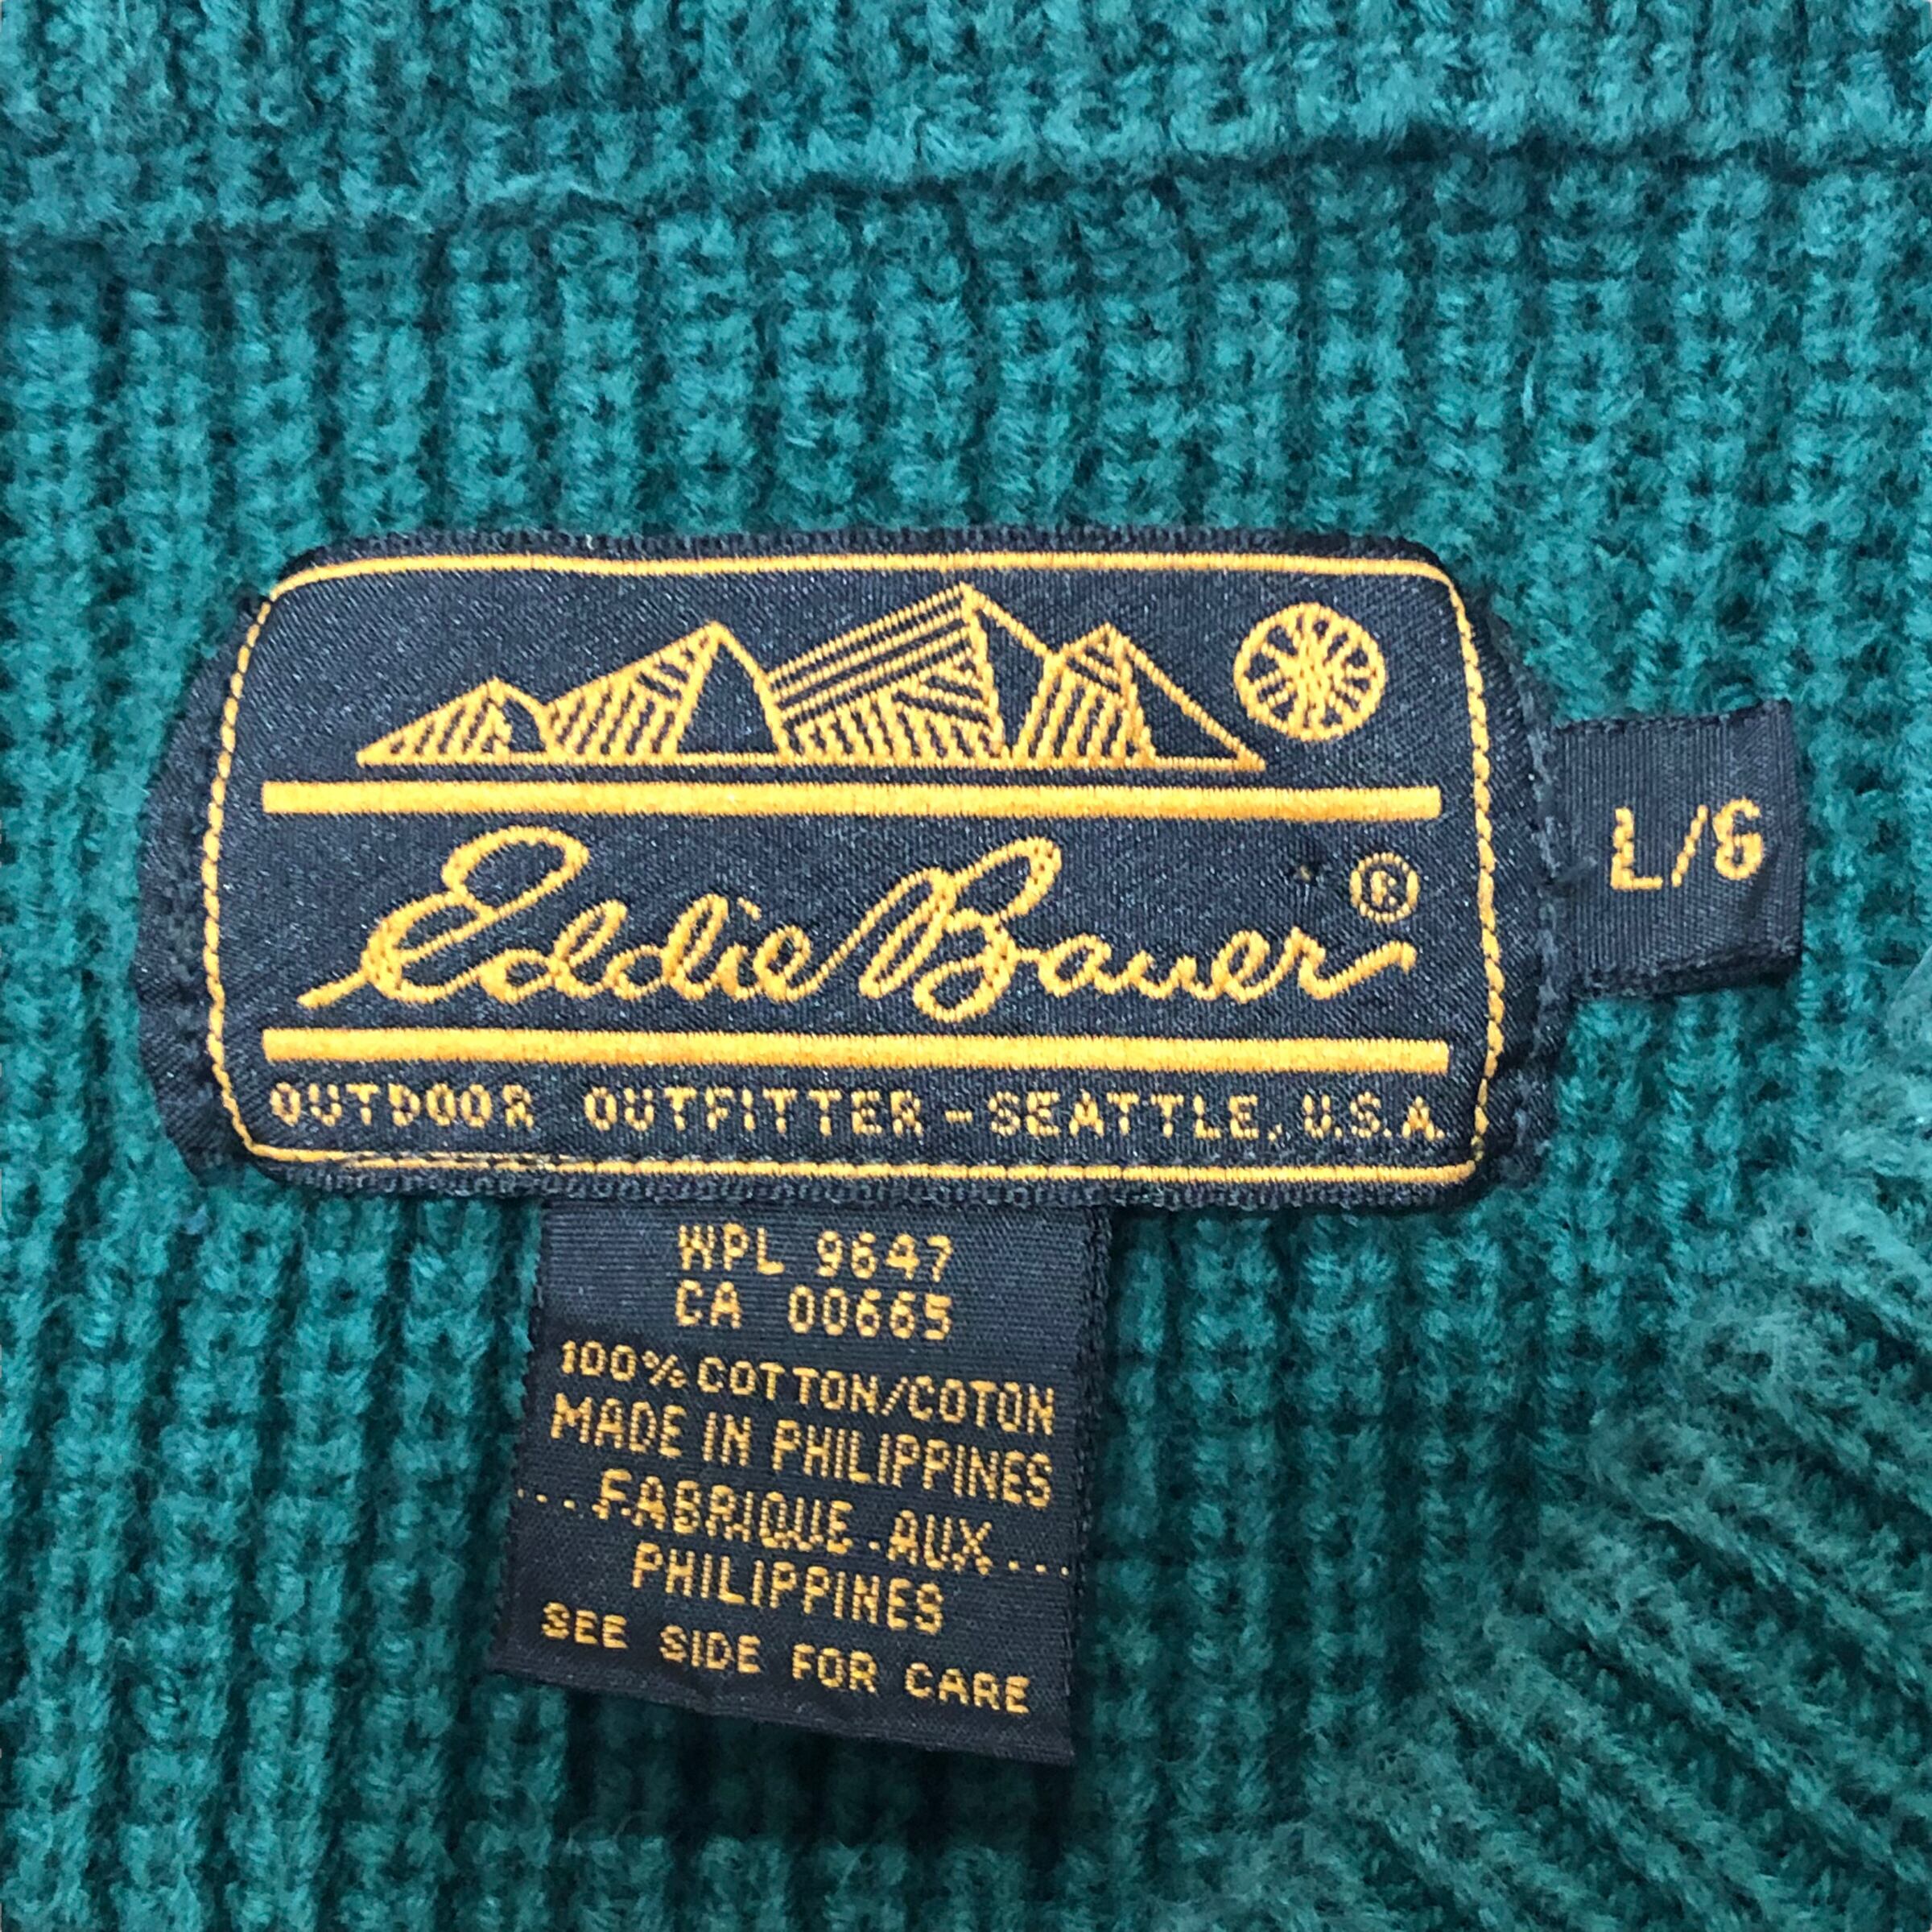 Eddie Bauer ®
L/G
OUTDOOR OUTFITTER - SEATTLE, U.S.A.
WPL 9647
CA 00665
100% COTTON/COTON
MADE IN PHILIPPINES
FABRIQUE AUX
PHILIPPINES
SEE SIDE FOR CARE